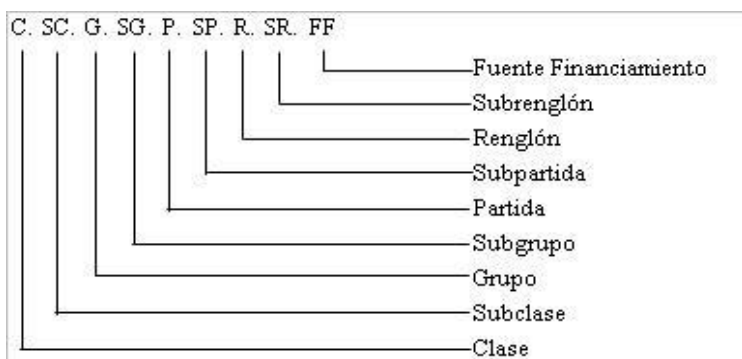 C. SC. G. SG. P. SP. R. SR. FF
Fuente Financiamiento
Subrenglón
Renglón
Subpartida
Partida
Subgrupo
Grupo
Subclase
Clase